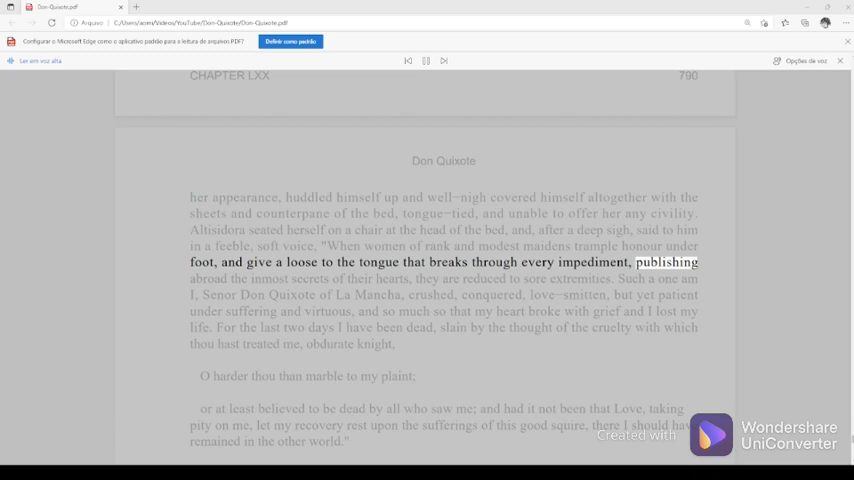 Don-Quixote.pdf
Arquivo
C:/Users/
/Videos/YouTube/Don-Quixote/Don-Quixote.pdf
Configurar o Microsoft Edge como o aplicativo padrão para a leitura de arquivos PDF?
Definir como padrão
Ler em voz alta
Opções de voz
CHAPTER LXX 790
Don Quixote
her appearance, huddled himself up and well-nigh covered himself altogether with the
sheets and counterpane of the bed, tongue-tied, and unable to offer her any civility.
Altisidora seated herself on a chair at the head of the bed, and, after a deep sigh, said to him
in a feeble, soft voice, "When women of rank and modest maidens trample honour under
foot, and give a loose to the tongue that breaks through every impediment, publishing
abroad the inmost secrets of their hearts, they are reduced to sore extremities. Such a one am
I, Senor Don Quixote of La Mancha, crushed, conquered, love-smitten, but yet patient
under suffering and virtuous, and so much so that my heart broke with grief and I lost my
life. For the last two days I have been dead, slain by the thought of the cruelty with which
thou hast treated me, obdurate knight,
O harder thou than marble to my plaint;
or at least believed to be dead by all who saw me; and had it not been that Love, taking
pity on me, let my recovery rest upon the sufferings of this good squire, there I should have
remained in the other world."
Created with
Wondershare
UniConverter